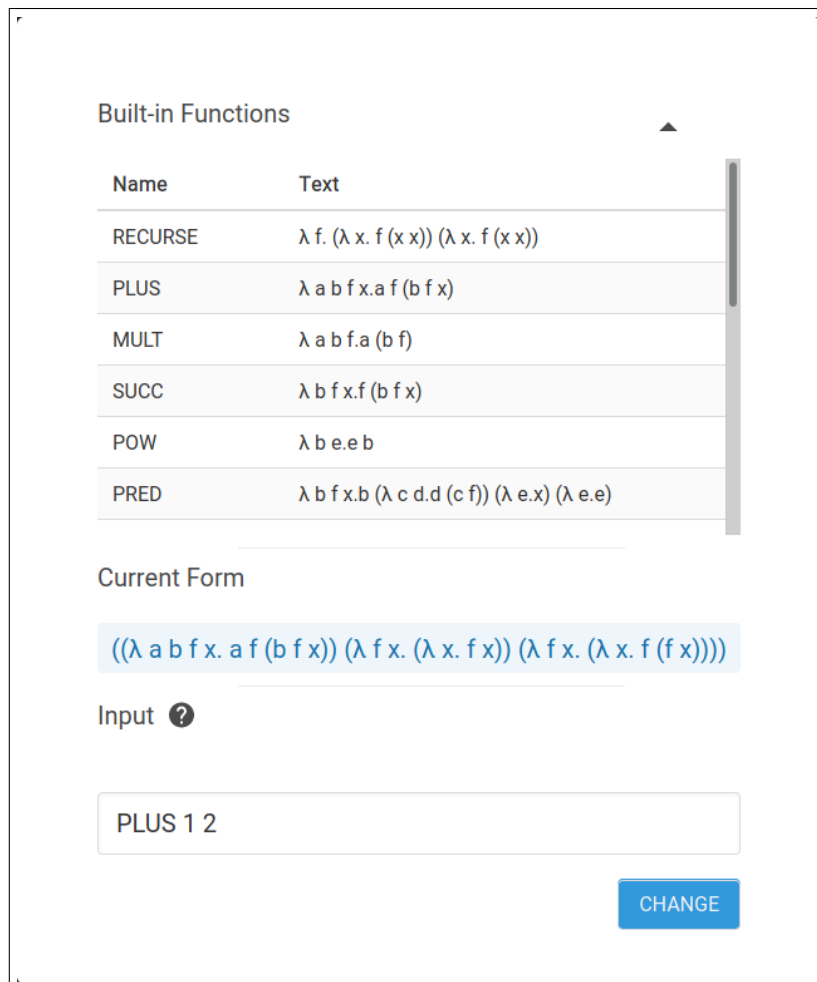 Built-in Functions
Name Text
RECURSE λ f. (λ x. f (x x)) (λ x. f (x x))
PLUS λ a b f x.a f (b f x)
MULT λ a b f.a (b f)
SUCC λ b f x.f (b f x)
POW λ b e.e b
PRED λ b f x.b (λ c d.d (c f)) (λ e.x) (λ e.e)
Current Form
((λ a b f x. a f (b f x)) (λ f x. (λ x. f x)) (λ f x. (λ x. f (f x))))
Input ?
PLUS 1 2
CHANGE